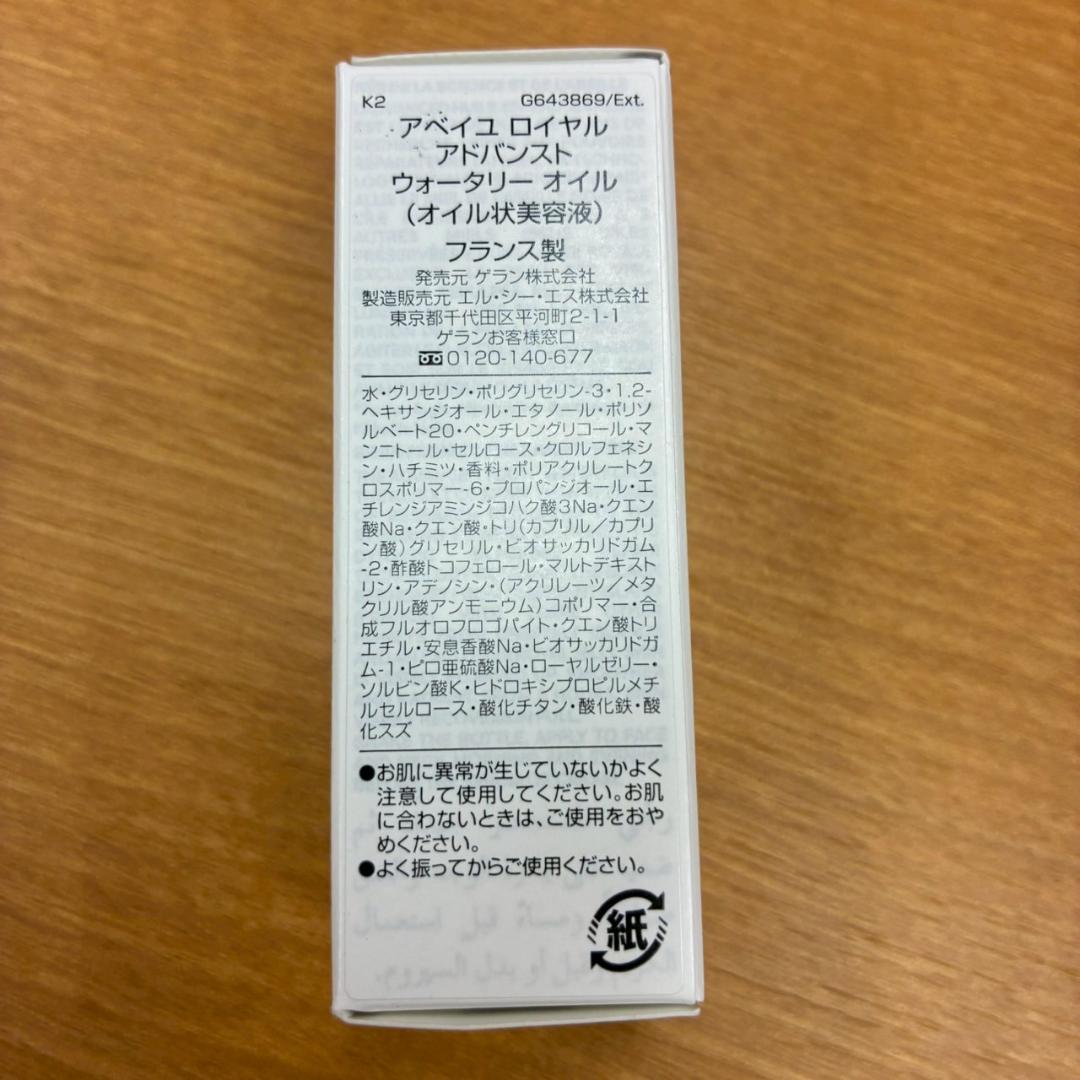 K2 G643869/Ext.
アベイユ ロイヤル
アドバンスト
ウォータリー オイル
(オイル状美容液)
フランス製
発売元 ゲラン株式会社
製造販売元 エル・シー・エス株式会社
東京都千代田区平河町2-1-1
ゲランお客様窓口
0120-140-677
水・グリセリン・ポリグリセリン-3・1,2-
ヘキサンジオール・エタノール・ポリソ
ルベート20・ペンチレングリコール・マ
ンニトール・セルロース・クロルフェネシ
ン・ハチミツ・香料・ポリアクリレートク
ロスポリマー-6・プロパンジオール・エ
チレンジアミンジコハク酸3Na・クエン
酸Na・クエン酸・トリ(カプリル/カプリ
ン酸)グリセリル・ビオサッカリドガム
-2・酢酸トコフェロール・マルトデキスト
リン・アデノシン・(アクリレーツ/メタ
クリル酸アンモニウム)コポリマー・合
成フルオロフロゴパイト・クエン酸トリ
エチル・安息香酸Na・ビオサッカリドガ
ム-1・ピロ亜硫酸Na・ローヤルゼリー・
ソルビン酸K・ヒドロキシプロピルメチ
ルセルロース・酸化チタン・酸化鉄・酸
化スズ
THE BOTTLE. APPLY TO FACE
●お肌に異常が生じていないかよく
注意して使用してください。お肌
に合わないときは、ご使用をおや
めください。
●よく振ってからご使用ください。
紙